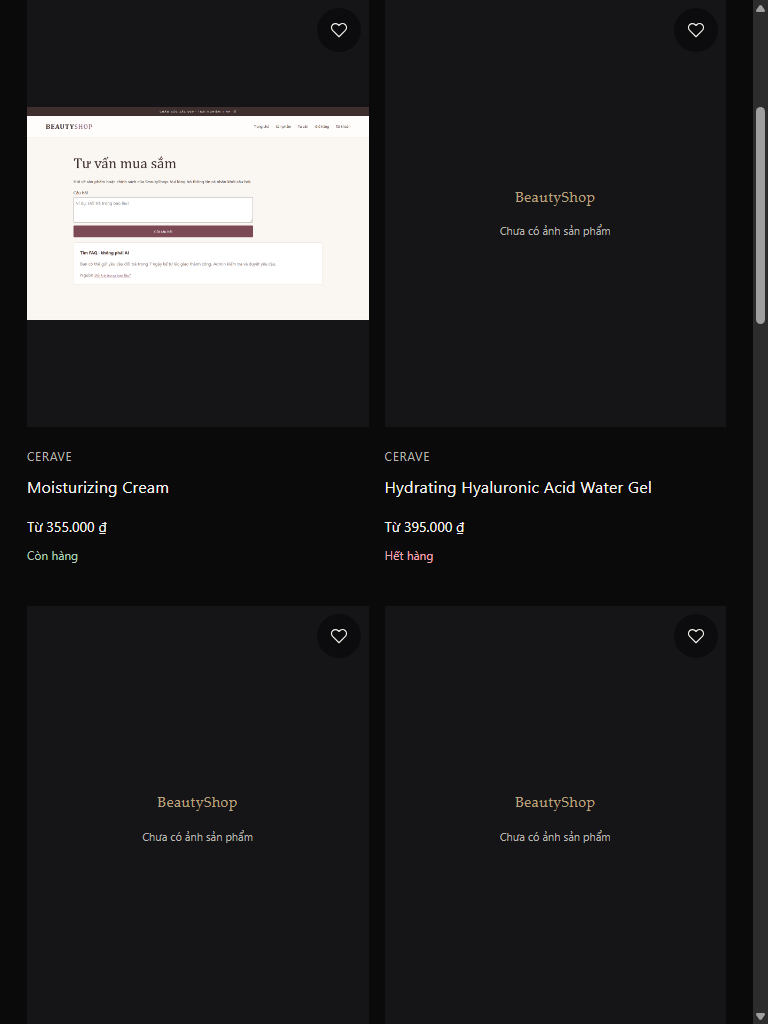 BEAUTYSHOP
Tư vấn mua sắm
Câu hỏi
Tìm FAQ · không phải AI
BeautyShop
Chưa có ảnh sản phẩm
CERAVE
Moisturizing Cream
Từ 355.000 ₫
Còn hàng
CERAVE
Hydrating Hyaluronic Acid Water Gel
Từ 395.000 ₫
Hết hàng
BeautyShop
Chưa có ảnh sản phẩm
BeautyShop
Chưa có ảnh sản phẩm